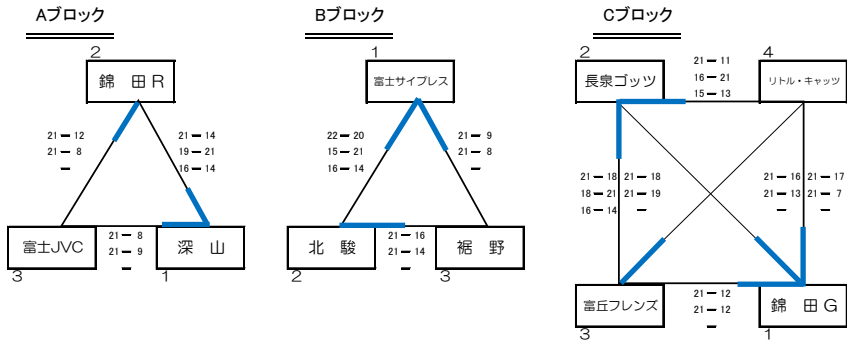 Aブロック
2
錦 田 R
21 ー 12
21 ー 8
ー
21 ー 14
19 ー 21
16 ー 14
富士JVC
3
21 ー 8
21 ー 9
ー
深 山
1
Bブロック
1
富士サイプレス
22 ー 20
15 ー 21
16 ー 14
21 ー 9
21 ー 8
ー
北 駿
2
21 ー 16
21 ー 14
ー
裾 野
3
Cブロック
2
長泉ゴッツ
21 ー 11
16 ー 21
15 ー 13
4
リトル・キャッツ
21 ー 18
18 ー 21
16 ー 14
21 ー 18
21 ー 19
ー
21 ー 16
21 ー 13
ー
21 ー 17
21 ー 7
ー
富丘フレンズ
3
21 ー 12
21 ー 12
ー
錦 田 G
1